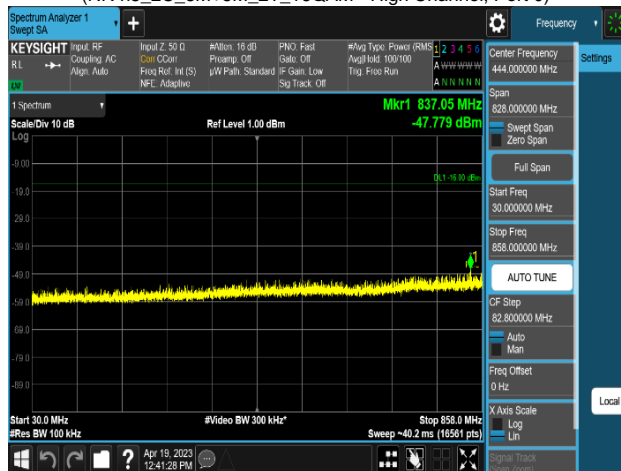 Spectrum Analyzer 1
Swept SA
+
Frequency
KEYSIGHT
RL
Input: RF
Coupling: AC
Align: Auto
Input Z: 50 Ω
Corr CCorr
Freq Ref: Int (S)
NFE: Adaptive
#Atten: 16 dB
Preamp: Off
µW Path: Standard
PNO: Fast
Gate: Off
IF Gain: Low
Sig Track: Off
#Avg Type: Power (RMS
Avg|Hold: 100/100
Trig: Free Run
1 2 3 4 5 6
A W W W W W
A N N N N N
Center Frequency
444.000000 MHz
Settings
1 Spectrum
Scale/Div 10 dB
Log
Ref Level 1.00 dBm
Mkr1 837.05 MHz
-47.779 dBm
DL1 -16.00 dBm
-9.00
-19.0
-29.0
-39.0
-49.0
-59.0
-69.0
-79.0
-89.0
1
Span
828.000000 MHz
Swept Span
Zero Span
Full Span
Start Freq
30.000000 MHz
Stop Freq
858.000000 MHz
AUTO TUNE
CF Step
82.800000 MHz
Auto
Man
Freq Offset
0 Hz
X Axis Scale
Log
Lin
Signal Track
Local
Start 30.0 MHz
#Res BW 100 kHz
#Video BW 300 kHz*
Stop 858.0 MHz
Sweep ~40.2 ms (16561 pts)
?
Apr 19, 2023
12:41:28 PM